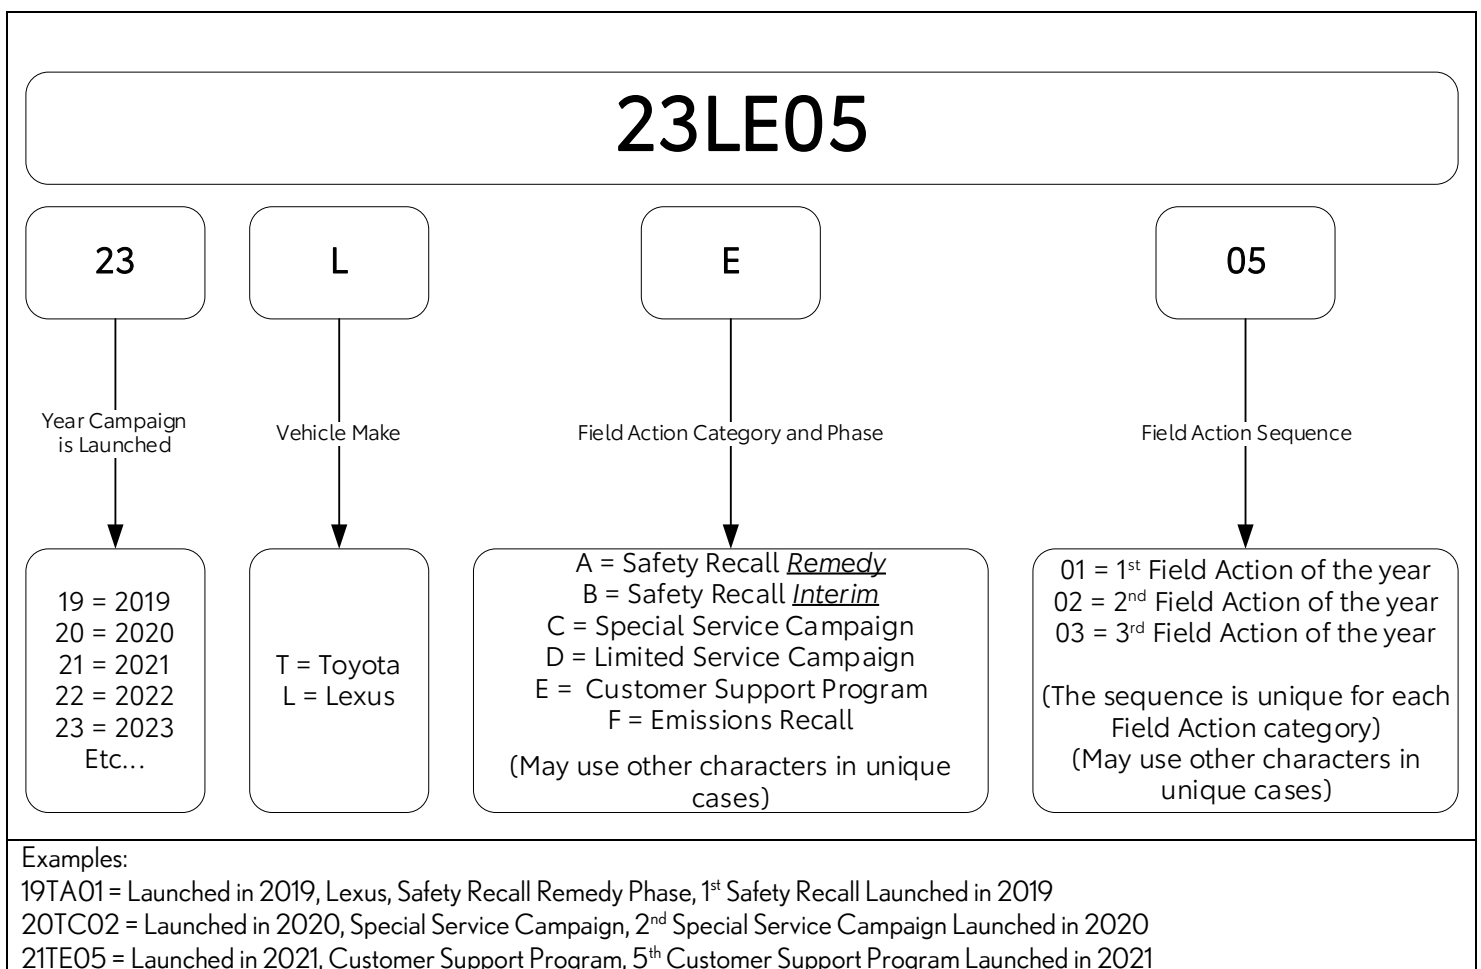 23LE05
23
L
E
05
Year Campaign
is Launched
Vehicle Make
Field Action Category and Phase
Field Action Sequence
19 = 2019
20 = 2020
21 = 2021
22 = 2022
23 = 2023
Etc...
T = Toyota
L = Lexus
A = Safety Recall Remedy
B = Safety Recall Interim
C = Special Service Campaign
D = Limited Service Campaign
E = Customer Support Program
F = Emissions Recall
(May use other characters in unique
cases)
01 = 1st Field Action of the year
02 = 2nd Field Action of the year
03 = 3rd Field Action of the year
(The sequence is unique for each
Field Action category)
(May use other characters in
unique cases)
Examples:
19TA01 = Launched in 2019, Lexus, Safety Recall Remedy Phase, 1st Safety Recall Launched in 2019
20TC02 = Launched in 2020, Special Service Campaign, 2nd Special Service Campaign Launched in 2020
21TE05 = Launched in 2021, Customer Support Program, 5th Customer Support Program Launched in 2021